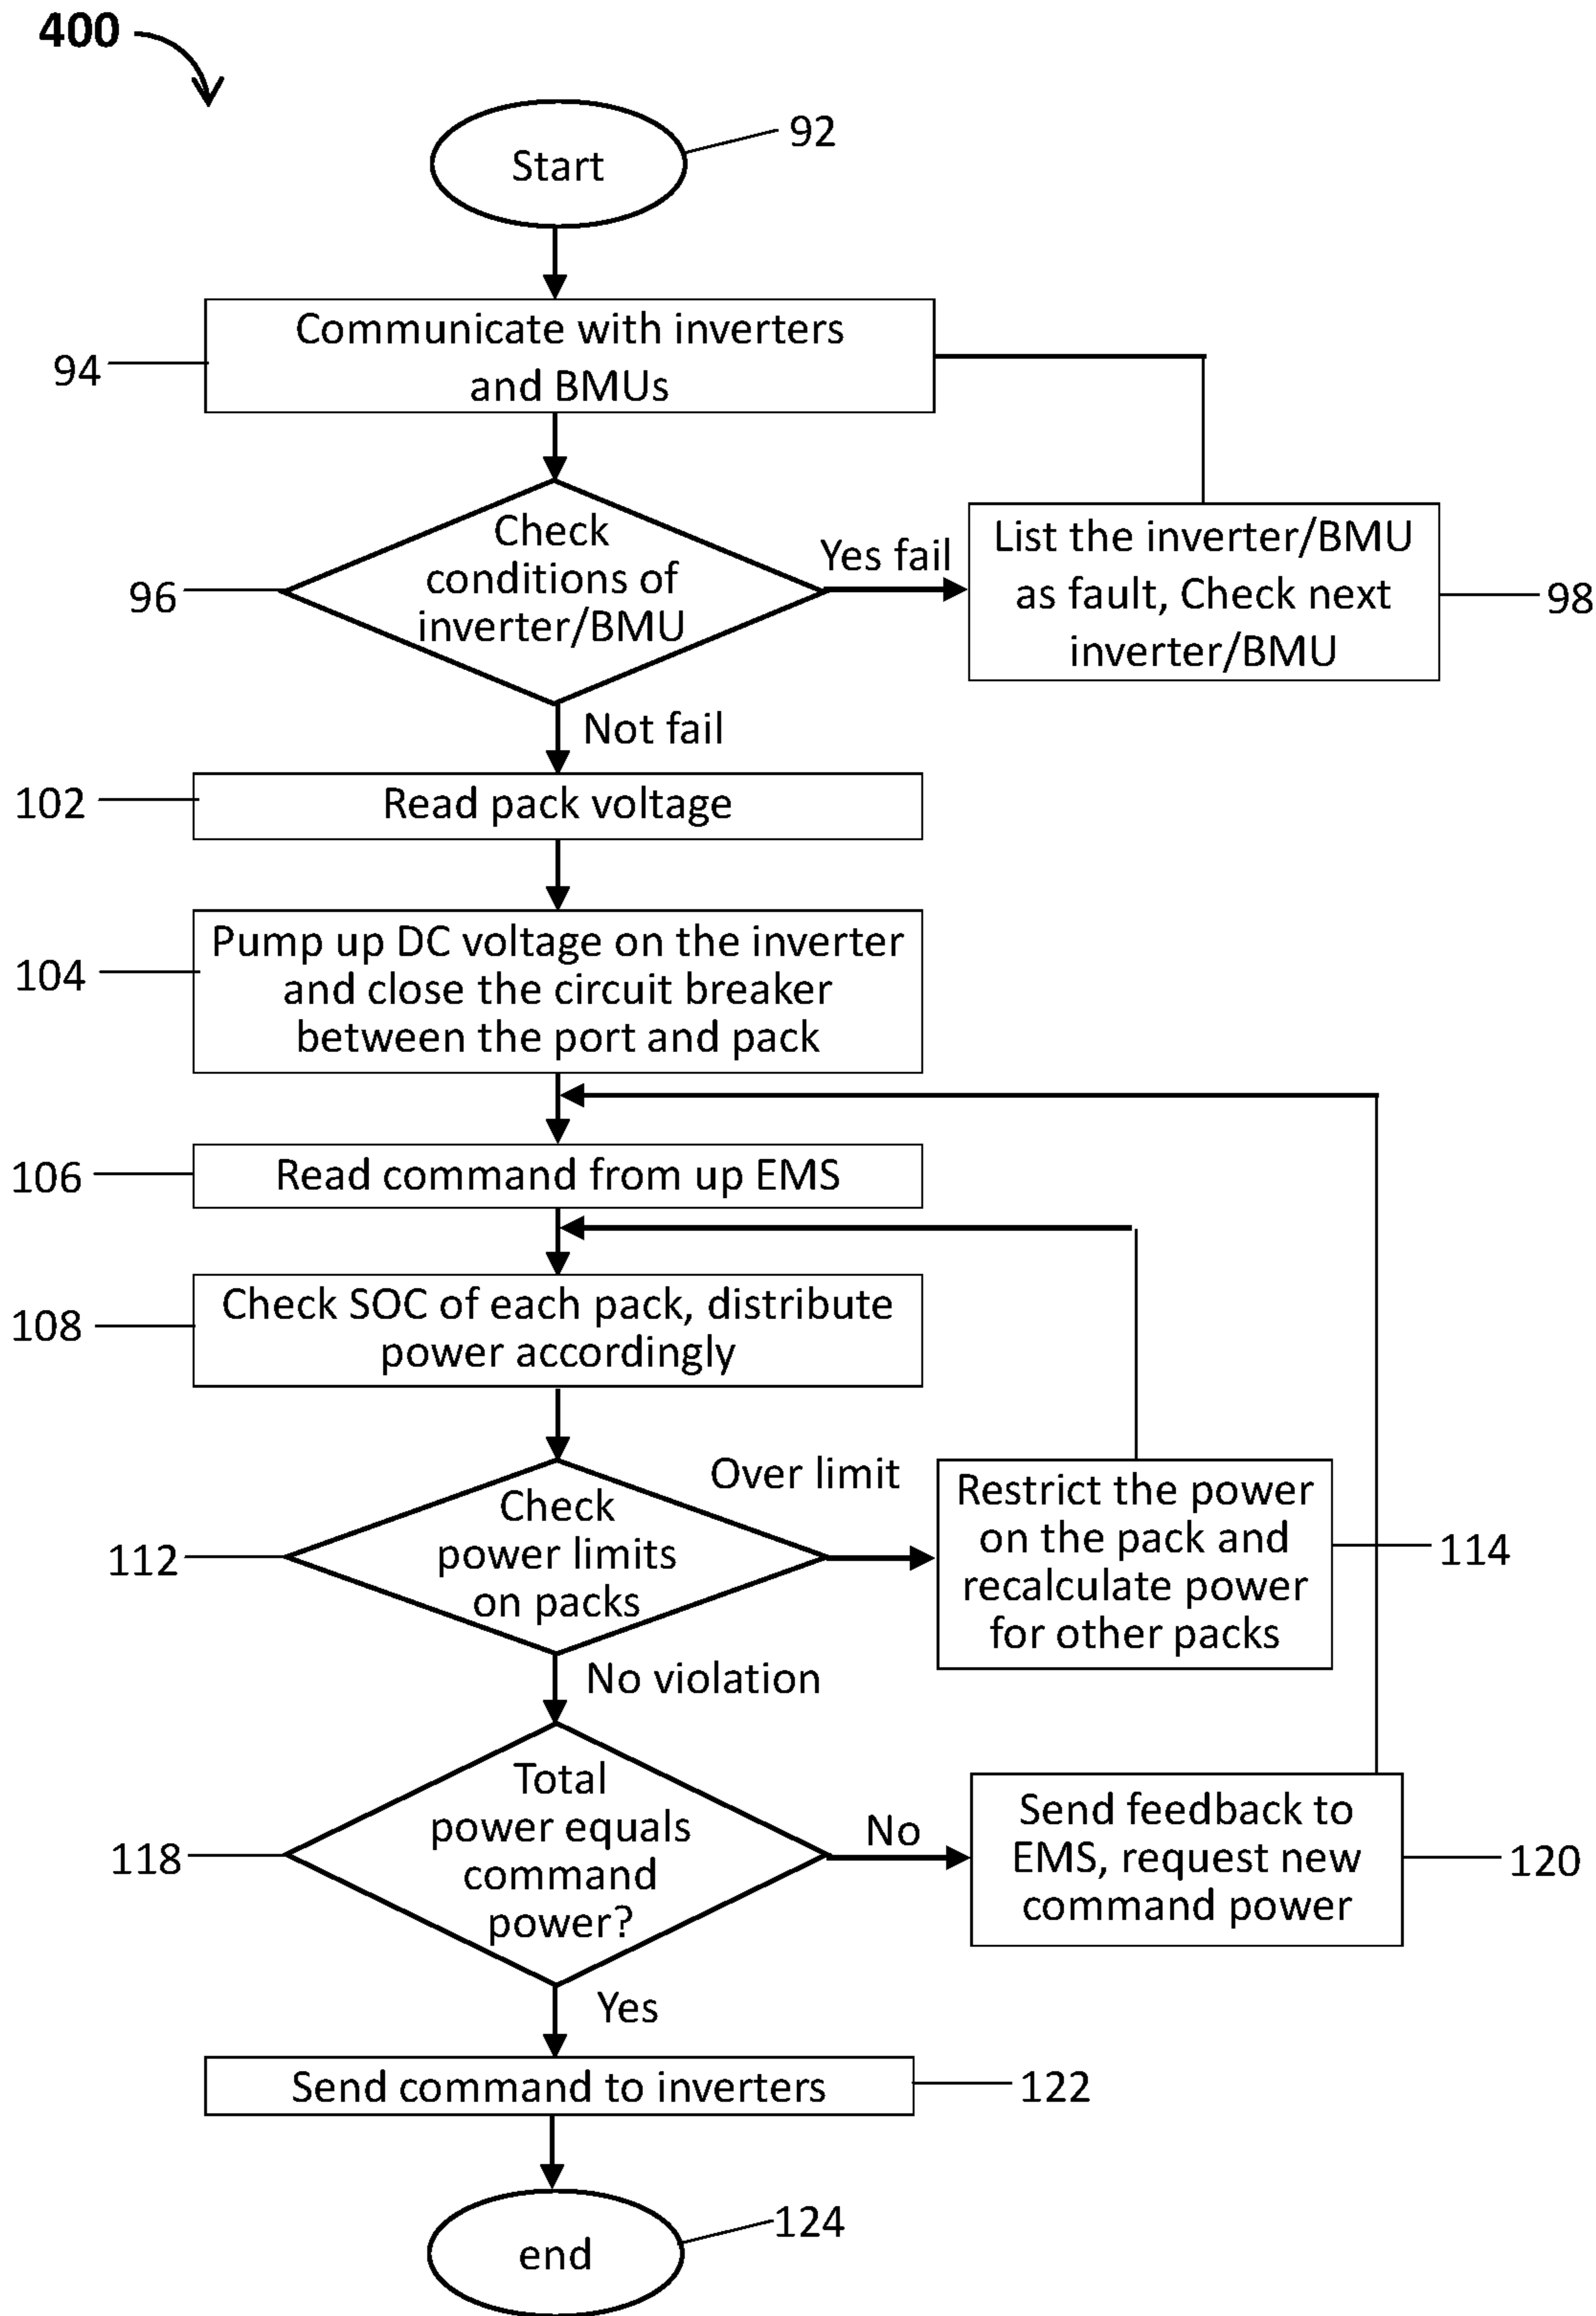 400
92
Start
Communicate with inverters
and BMUs
94
Check
conditions of
inverter/BMU
96
Yes fail
List the inverter/BMU
as fault, Check next
inverter/BMU
98
Not fail
102
Read pack voltage
Pump up DC voltage on the inverter
and close the circuit breaker
between the port and pack
104
106
Read command from up EMS
Check SOC of each pack, distribute
power accordingly
108
Over limit
Check
power limits
on packs
112
Restrict the power
on the pack and
recalculate power
for other packs
114
No violation
Total
power equals
command
power?
118
No
Send feedback to
EMS, request new
command power
120
Yes
Send command to inverters
122
124
end